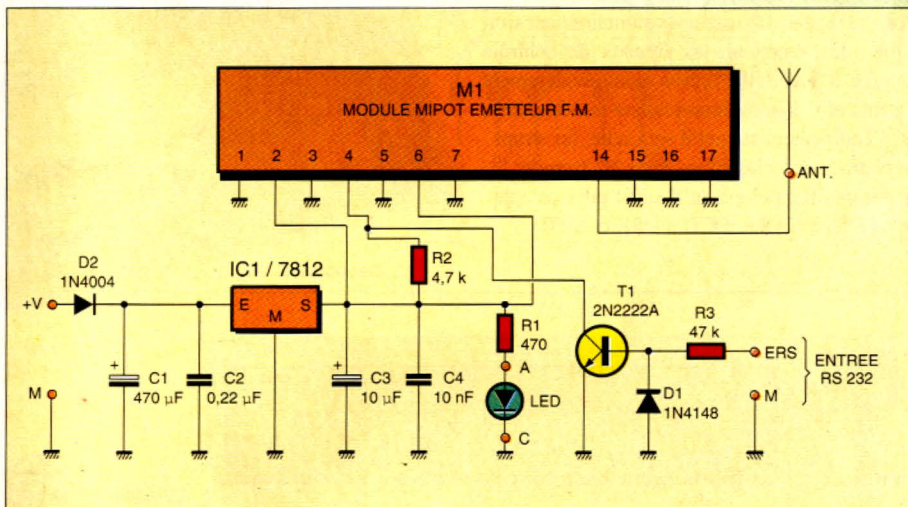 M1
MODULE MIPOT EMETTEUR F.M.
1 2 3 4 5 6 7 14 15 16 17
ANT.
D2
1N4004
+V
IC1 / 7812
E M S
R2
4,7 k
T1
2N2222A
R3
47 k
ERS
ENTREE
RS 232
M
R1
470
A
LED
C
D1
1N4148
M
C1
470 µF
C2
0,22 µF
C3
10 µF
C4
10 nF
+
+